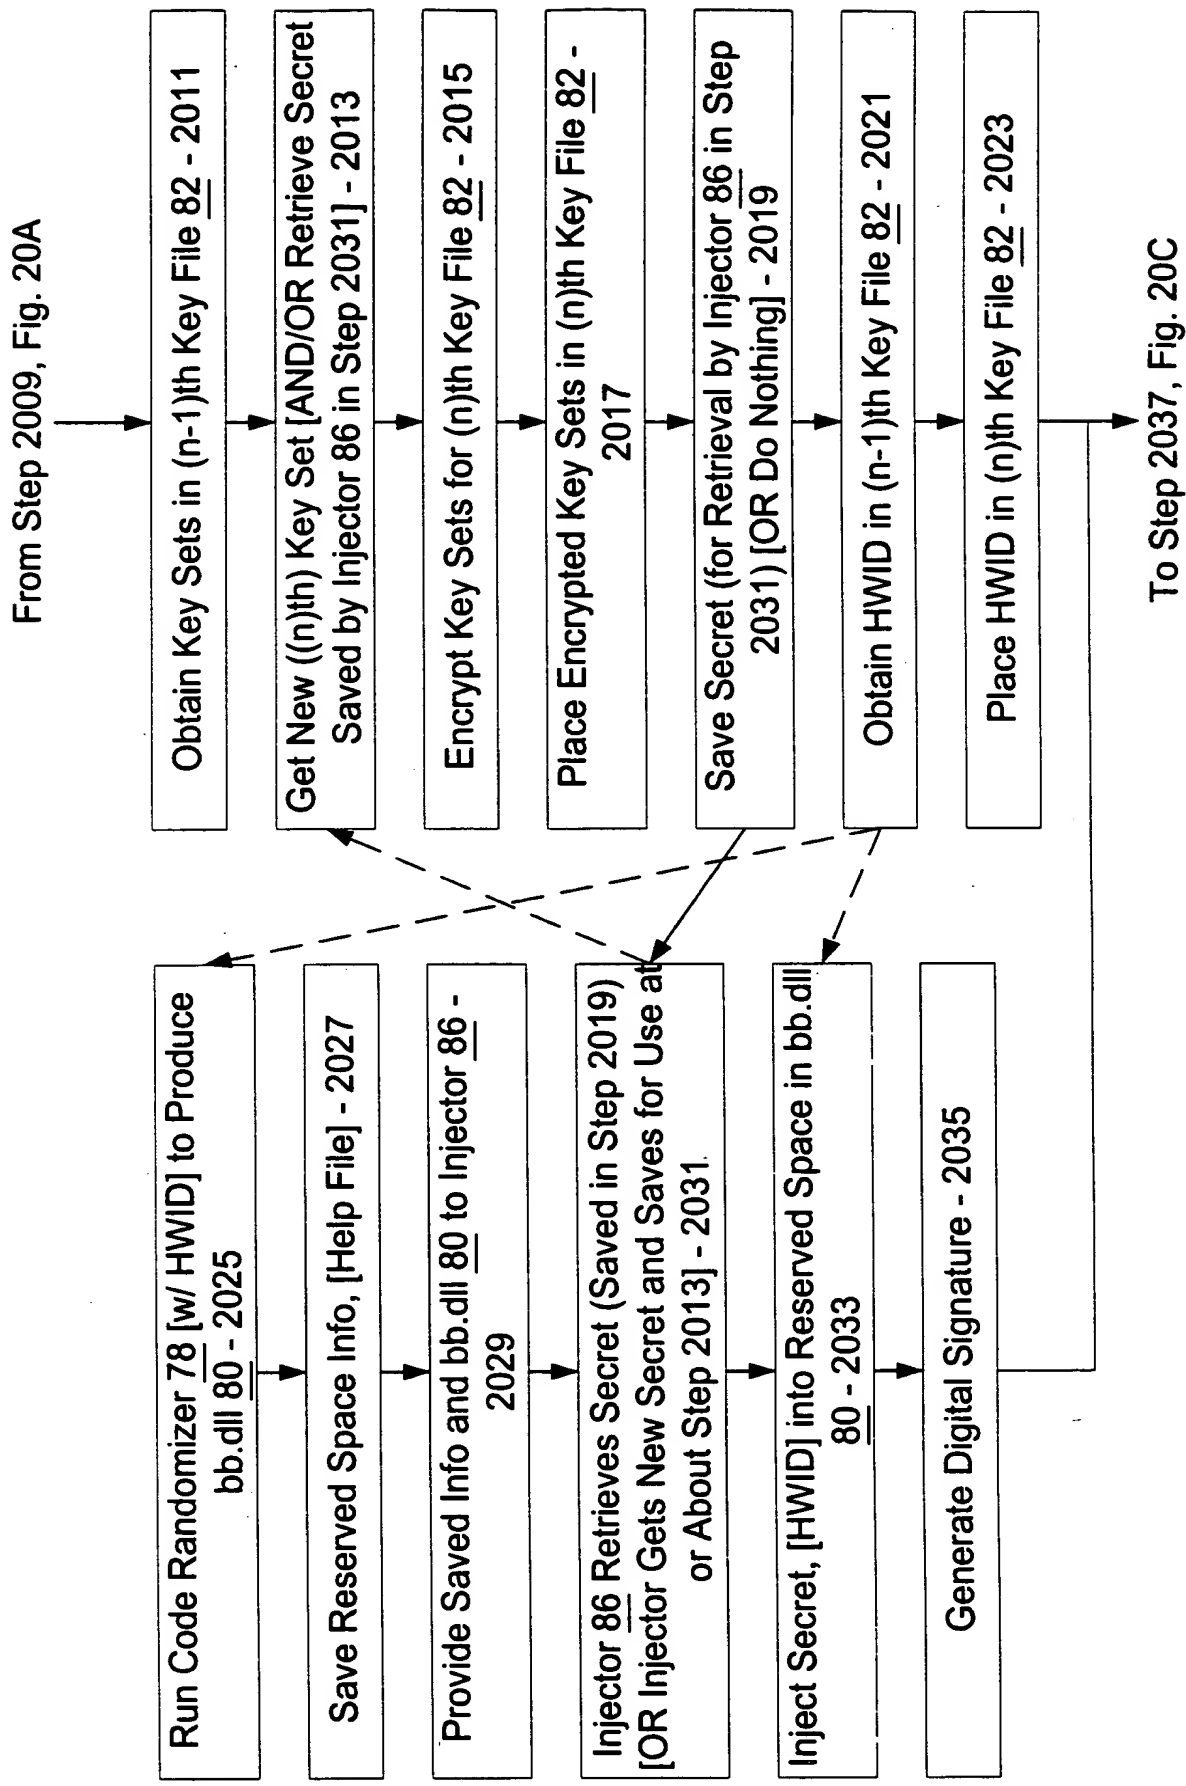 From Step 2009, Fig. 20A
Obtain Key Sets in (n-1)th Key File 82 - 2011
Get New ((n)th) Key Set [AND/OR Retrieve Secret
Saved by Injector 86 in Step 2031] - 2013
Encrypt Key Sets for (n)th Key File 82 - 2015
Place Encrypted Key Sets in (n)th Key File 82 -
2017
Save Secret (for Retrieval by Injector 86 in Step
2031) [OR Do Nothing] - 2019
Obtain HWID in (n-1)th Key File 82 - 2021
Place HWID in (n)th Key File 82 - 2023
To Step 2037, Fig. 20C
Run Code Randomizer 78 [w/ HWID] to Produce
bb.dll 80 - 2025
Save Reserved Space Info, [Help File] - 2027
Provide Saved Info and bb.dll 80 to Injector 86 -
2029
Injector 86 Retrieves Secret (Saved in Step 2019)
[OR Injector Gets New Secret and Saves for Use at
or About Step 2013] - 2031
Inject Secret, [HWID] into Reserved Space in bb.dll
80 - 2033
Generate Digital Signature - 2035